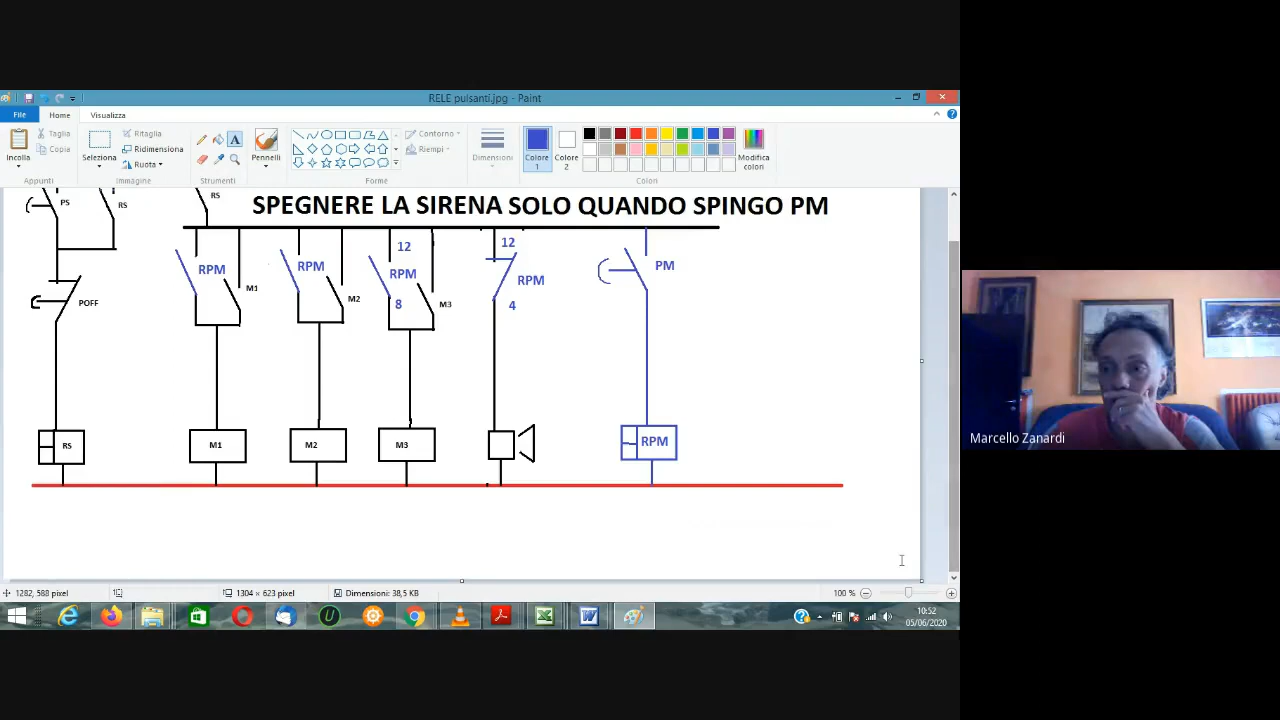 RELE pulsanti.jpg - Paint
File Home Visualizza
Incolla
Taglia
Copia
Appunti
Seleziona
Ritaglia
Ridimensiona
Ruota
Immagine
A
Strumenti
Pennelli
Contorno
Riempi
Forme
Dimensioni
Colore 1
Colore 2
Modifica colori
Colori
PS RS RS
SPEGNERE LA SIRENA SOLO QUANDO SPINGO PM
12 12
RPM RPM RPM RPM PM
M1 M2 M3
8 4
POFF
RS M1 M2 M3 RPM
Marcello Zanardi
1282, 588 pixel
1304 × 623 pixel
Dimensioni: 38,5 KB
100 %
10:52
05/06/2020